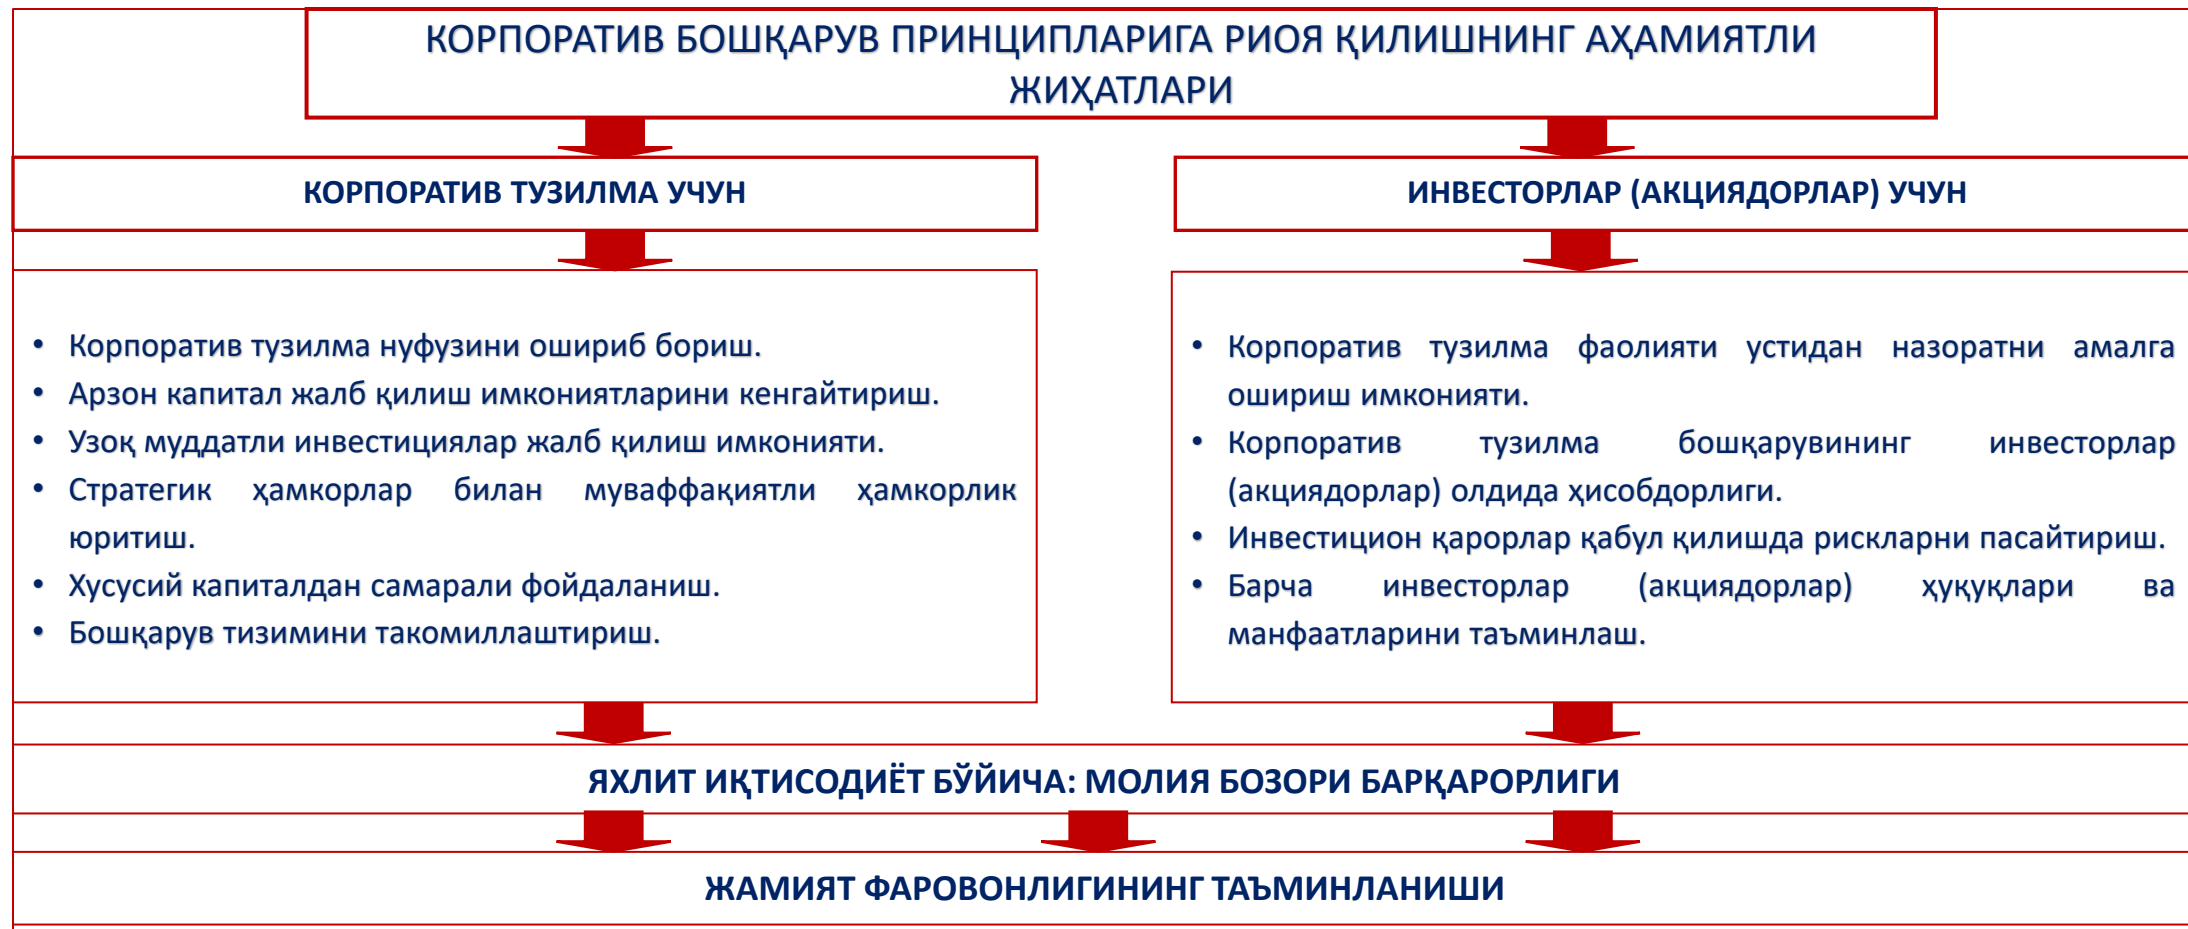 КОРПОРАТИВ БОШҚАРУВ ПРИНЦИПЛАРИГА РИОЯ ҚИЛИШНИНГ АҲАМИЯТЛИ
ЖИҲАТЛАРИ
КОРПОРАТИВ ТУЗИЛМА УЧУН
• Корпоратив тузилма нуфузини ошириб бориш.
• Арзон капитал жалб қилиш имкониятларини кенгайтириш.
• Узоқ муддатли инвестициялар жалб қилиш имконияти.
• Стратегик ҳамкорлар билан муваффақиятли ҳамкорлик
юритиш.
• Хусусий капиталдан самарали фойдаланиш.
• Бошқарув тизимини такомиллаштириш.
ИНВЕСТОРЛАР (АКЦИЯДОРЛАР) УЧУН
• Корпоратив тузилма фаолияти устидан назоратни амалга
ошириш имконияти.
• Корпоратив тузилма бошқарувининг инвесторлар
(акциядорлар) олдида ҳисобдорлиги.
• Инвестицион қарорлар қабул қилишда рискларни пасайтириш.
• Барча инвесторлар (акциядорлар) ҳуқуқлари ва
манфаатларини таъминлаш.
ЯХЛИТ ИҚТИСОДИЁТ БЎЙИЧА: МОЛИЯ БОЗОРИ БАРҚАРОРЛИГИ
ЖАМИЯТ ФАРОВОНЛИГИНИНГ ТАЪМИНЛАНИШИ